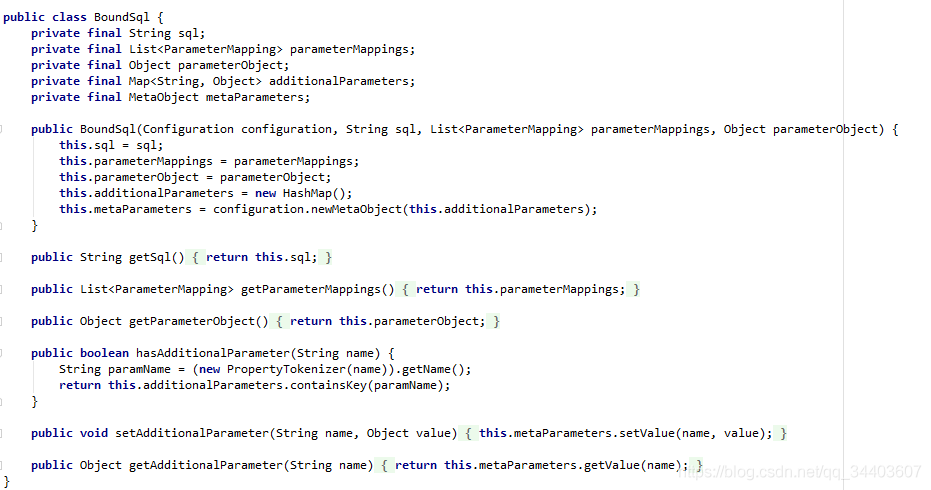 public class BoundSql {
    private final String sql;
    private final List<ParameterMapping> parameterMappings;
    private final Object parameterObject;
    private final Map<String, Object> additionalParameters;
    private final MetaObject metaParameters;

    public BoundSql(Configuration configuration, String sql, List<ParameterMapping> parameterMappings, Object parameterObject) {
        this.sql = sql;
        this.parameterMappings = parameterMappings;
        this.parameterObject = parameterObject;
        this.additionalParameters = new HashMap();
        this.metaParameters = configuration.newMetaObject(this.additionalParameters);
    }

    public String getSql() { return this.sql; }

    public List<ParameterMapping> getParameterMappings() { return this.parameterMappings; }

    public Object getParameterObject() { return this.parameterObject; }

    public boolean hasAdditionalParameter(String name) {
        String paramName = (new PropertyTokenizer(name)).getName();
        return this.additionalParameters.containsKey(paramName);
    }

    public void setAdditionalParameter(String name, Object value) { this.metaParameters.setValue(name, value); }

    public Object getAdditionalParameter(String name) { return this.metaParameters.getValue(name); }
https://blog.csdn.net/qq_34403607
}